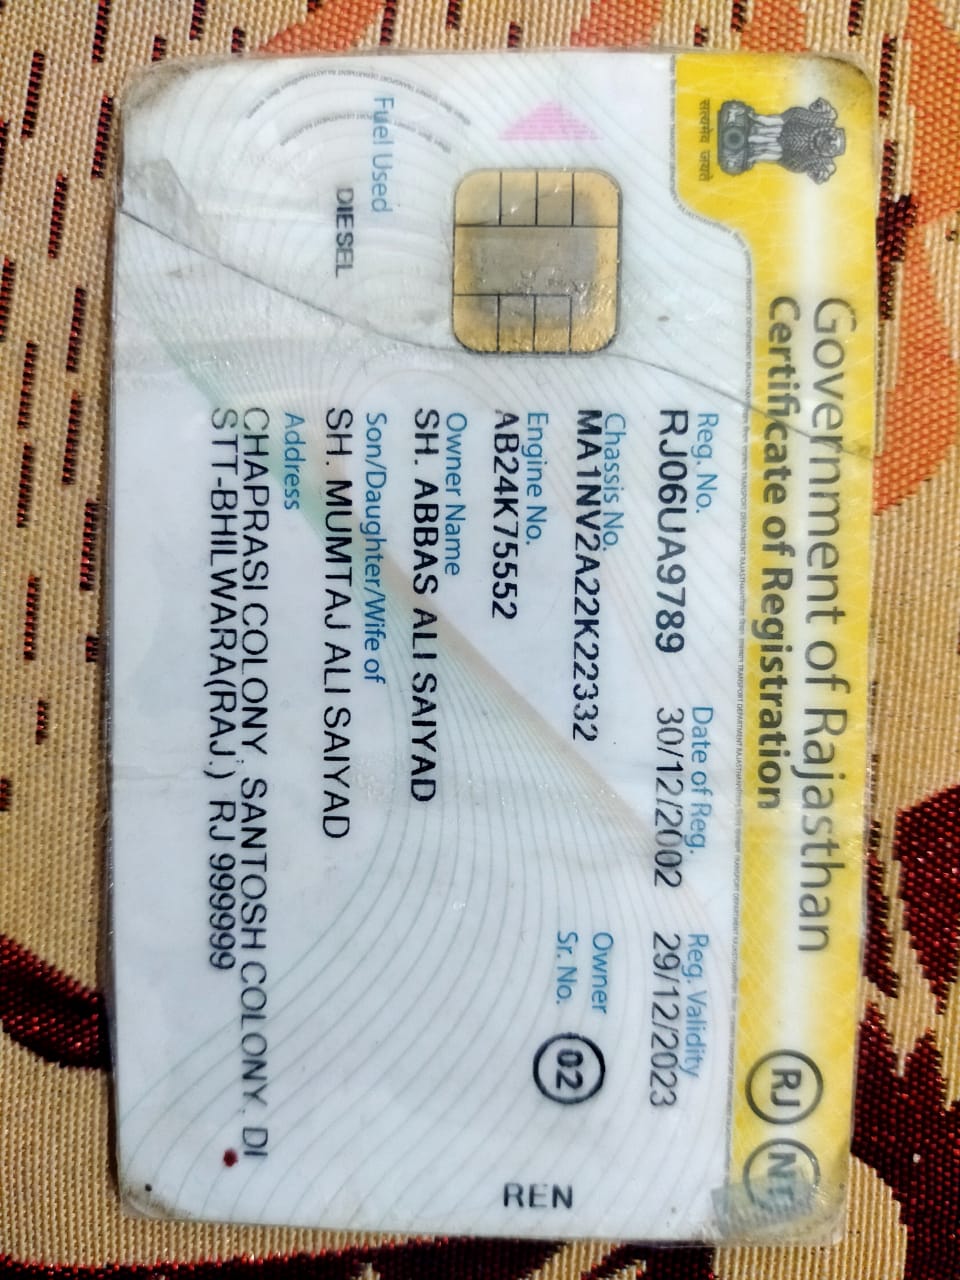 सत्यमेव जयते
Government of Rajasthan
Certificate of Registration
RJ NT
Reg. No. Date of Reg. Reg. Validity
RJ06UA9789 30/12/2002 29/12/2023
Chassis No.
MA1NV2A22K22332
Owner
Sr. No. 02
Engine No.
AB24K75552
REN
Owner Name
SH. ABBAS ALI SAIYAD
Fuel Used
DIESEL
Son/Daughter/Wife of
SH. MUMTAJ ALI SAIYAD
Address
CHAPRASI COLONY, SANTOSH COLONY. DI
STT-BHILWARA(RAJ.) RJ 999999